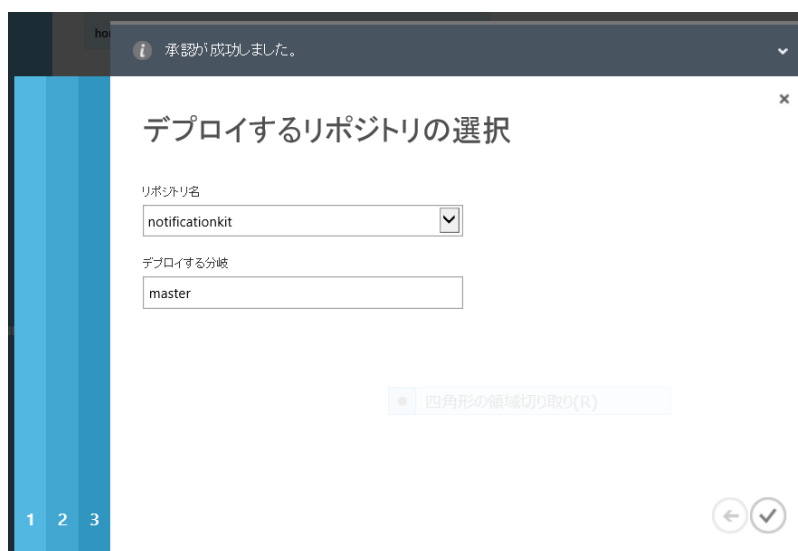 ho
承認が成功しました。
デプロイするリポジトリの選択
リポジトリ名
notificationkit
デプロイする分岐
master
四角形の領域切り取り(R)
1 2 3